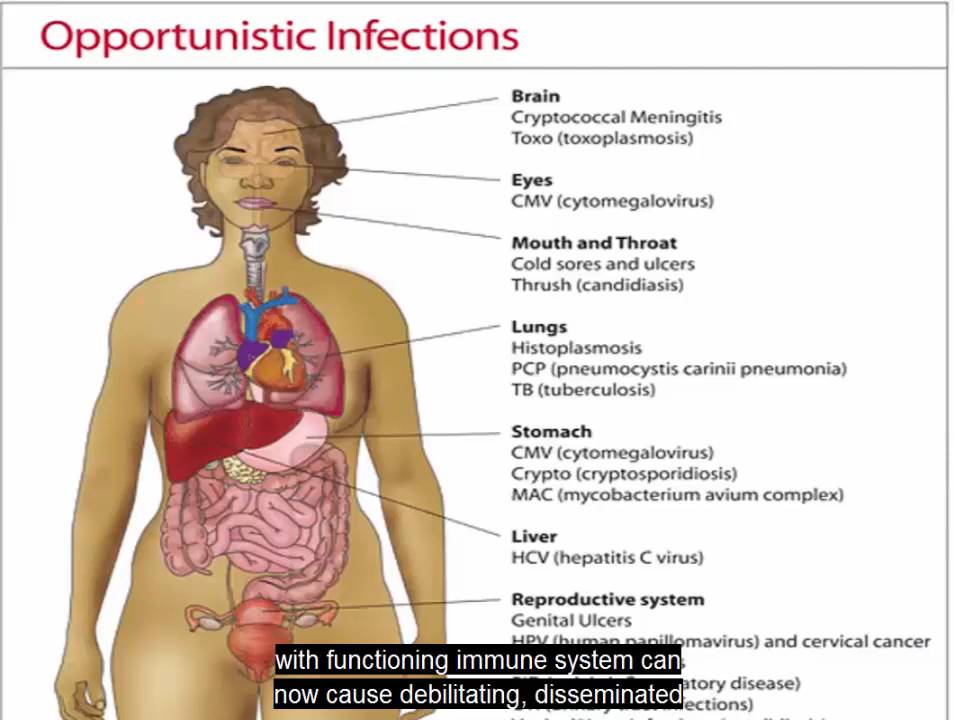 Opportunistic Infections
Brain
Cryptococcal Meningitis
Toxo (toxoplasmosis)
Eyes
CMV (cytomegalovirus)
Mouth and Throat
Cold sores and ulcers
Thrush (candidiasis)
Lungs
Histoplasmosis
PCP (pneumocystis carinii pneumonia)
TB (tuberculosis)
Stomach
CMV (cytomegalovirus)
Crypto (cryptosporidiosis)
MAC (mycobacterium avium complex)
Liver
HCV (hepatitis C virus)
Reproductive system
Genital Ulcers
HPV (human papillomavirus) and cervical cancer
disease)
with functioning immune system can
now cause debilitating, disseminated